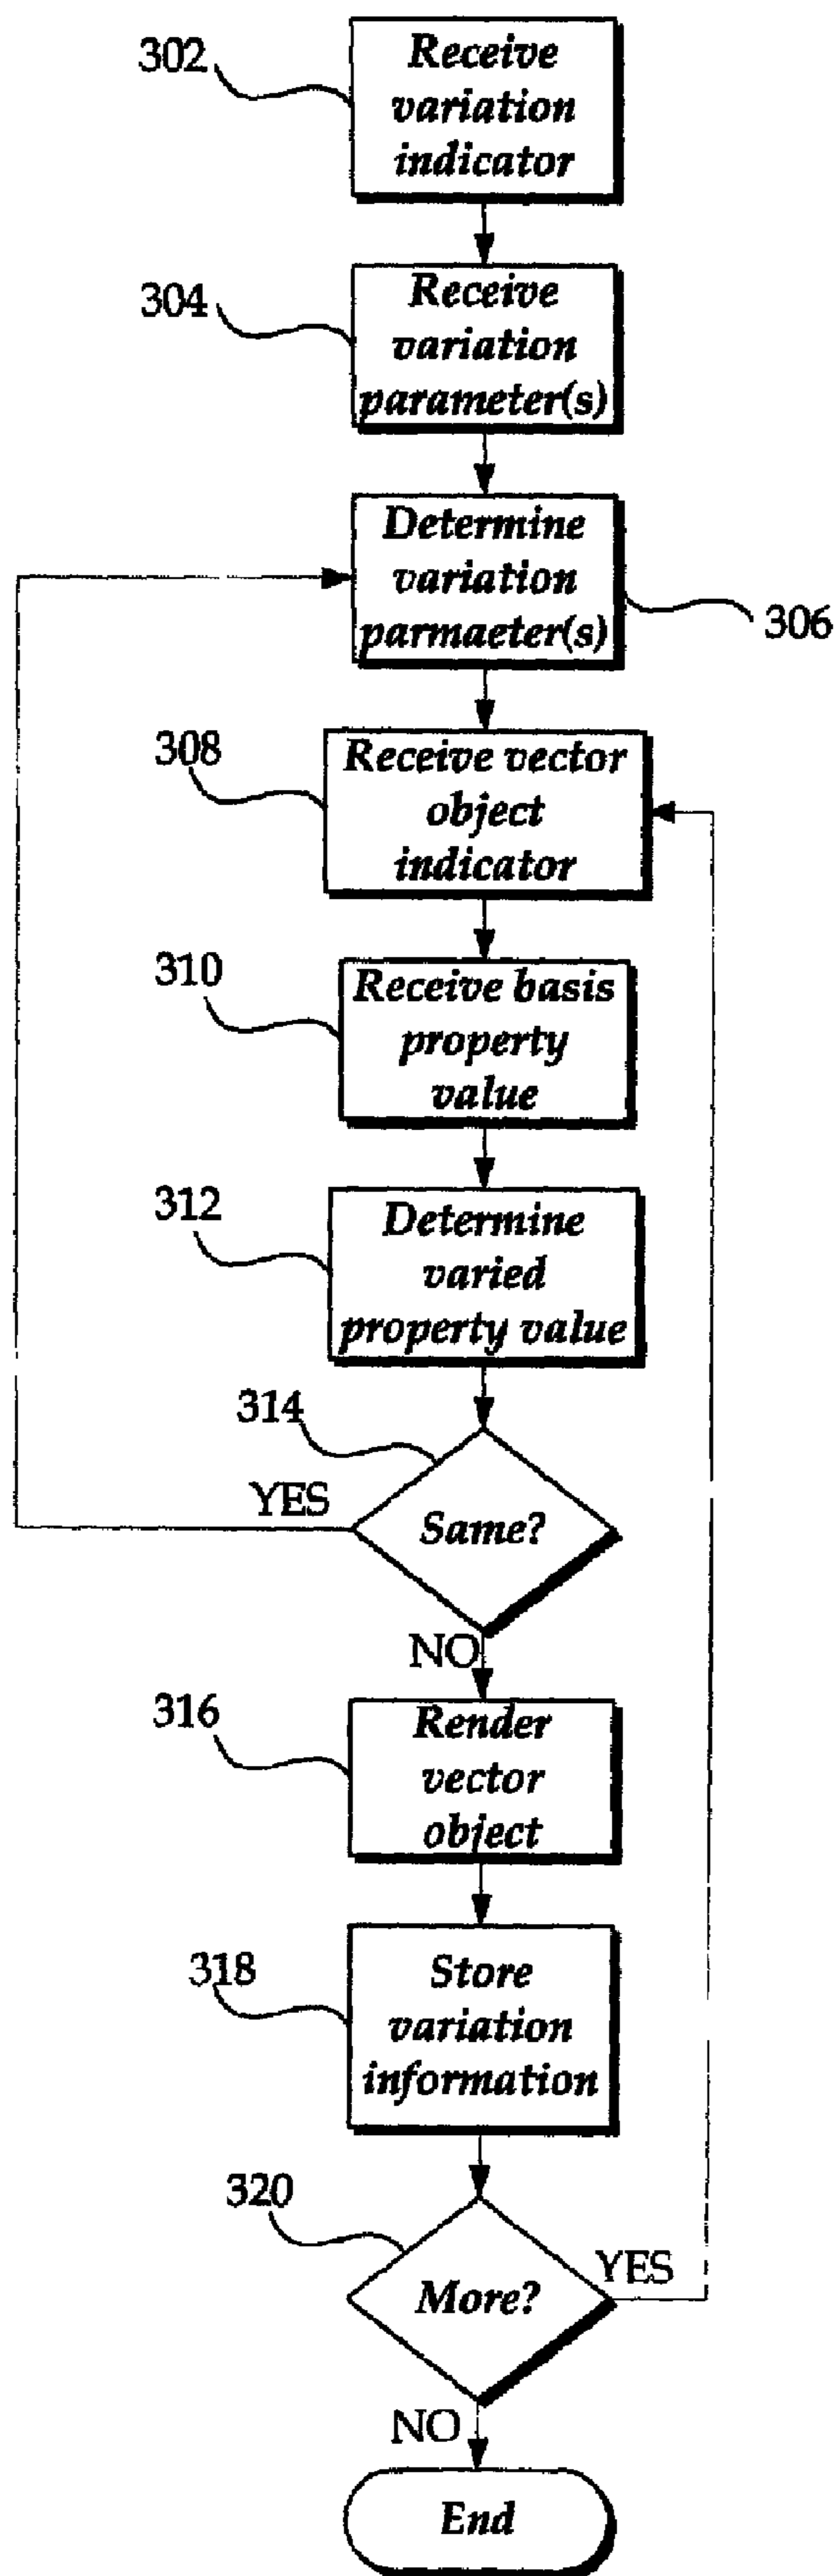 302
Receive
variation
indicator
304
Receive
variation
parameter(s)
Determine
variation
parmaeter(s)
306
308
Receive vector
object
indicator
310
Receive basis
property
value
312
Determine
varied
property value
314
YES
Same?
NO
316
Render
vector
object
318
Store
variation
information
320
YES
More?
NO
End